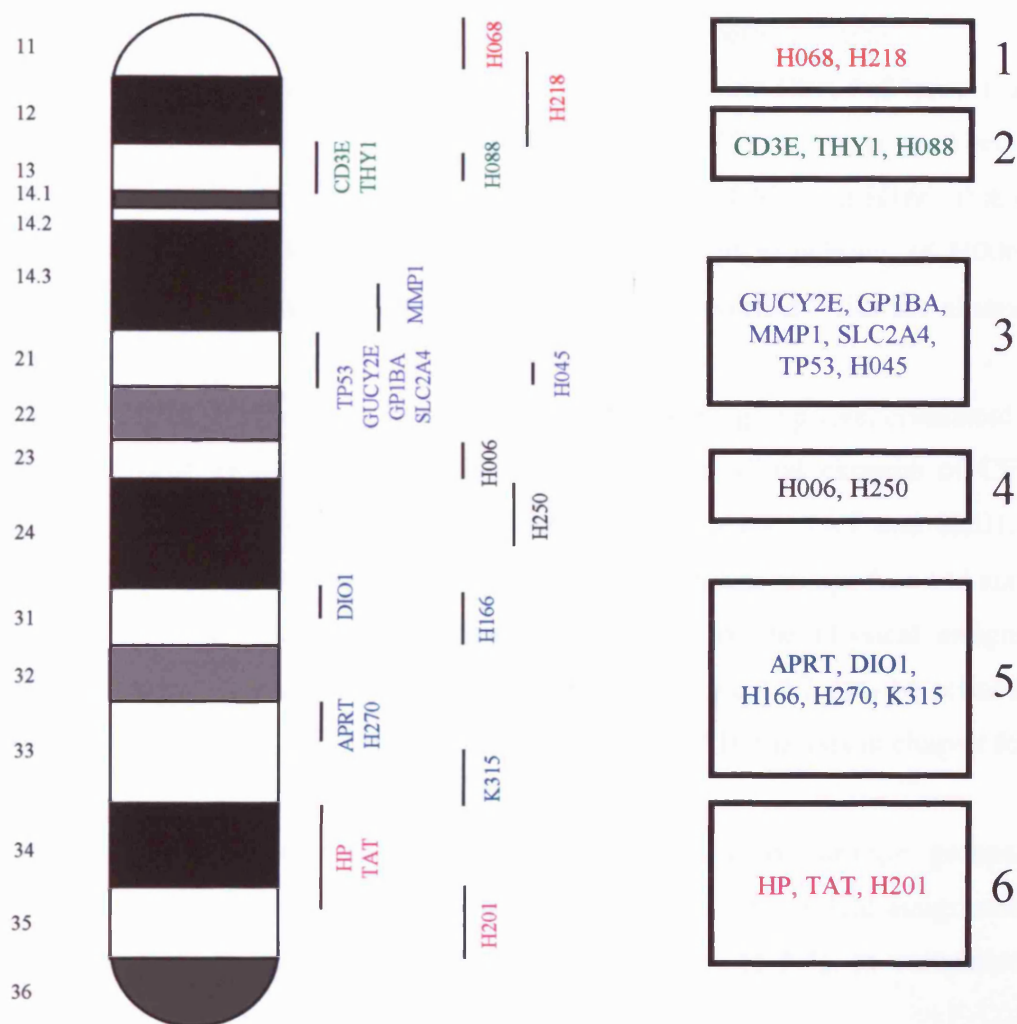 11
12
13
14.1
14.2
14.3
21
22
23
24
31
32
33
34
35
36
H068
H218
CD3E
THY1
H088
MMP1
TP53
GUCY2E
GP1BA
SLC2A4
H045
H006
H250
DIO1
H166
APRT
H270
K315
HP
TAT
H201
H068, H218
1
CD3E, THY1, H088
2
GUCY2E, GP1BA,
MMP1, SLC2A4,
TP53, H045
3
H006, H250
4
APRT, DIO1,
H166, H270, K315
5
HP, TAT, H201
6